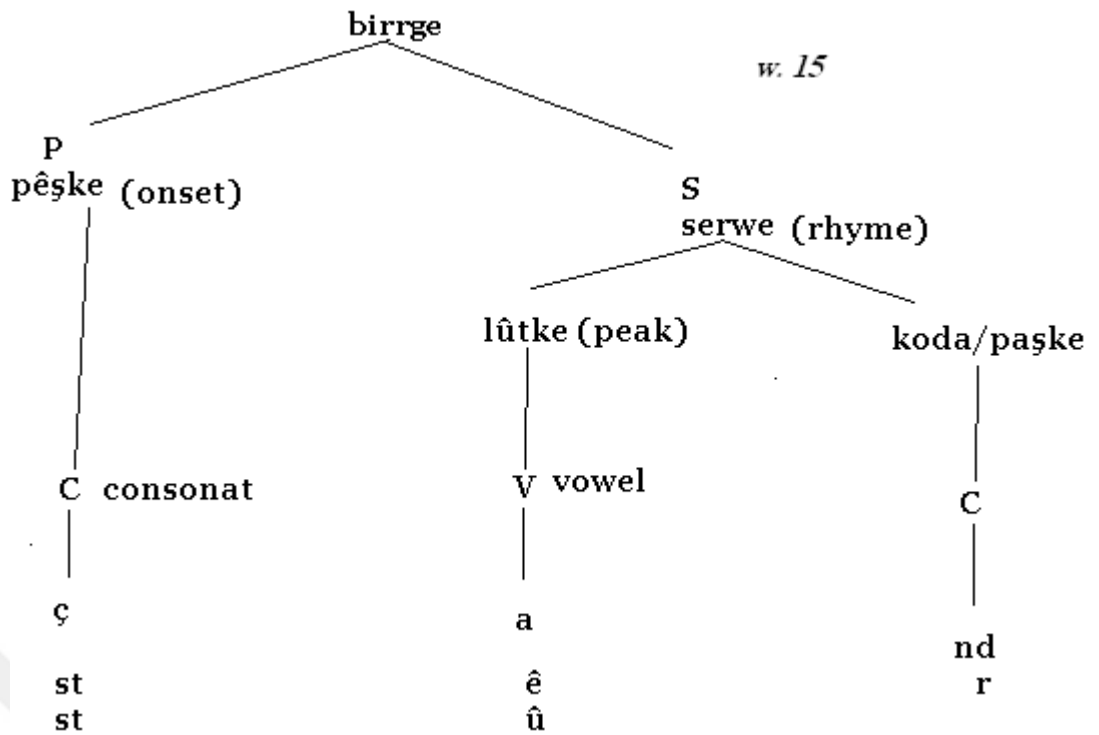 birrge
w. 15
P
pêşke (onset)
S
serwe (rhyme)
lûtke (peak)
koda/paşke
C consonat
V vowel
C
ç
a
nd
st ê r
st û